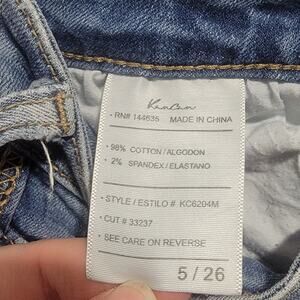 KanCan
• RN# 144635 MADE IN CHINA
• 98% COTTON/ALGODON
• 2% SPANDEX/ELASTANO
• STYLE / ESTILO # KC6204M
• CUT # 33237
• SEE CARE ON REVERSE
5 / 26